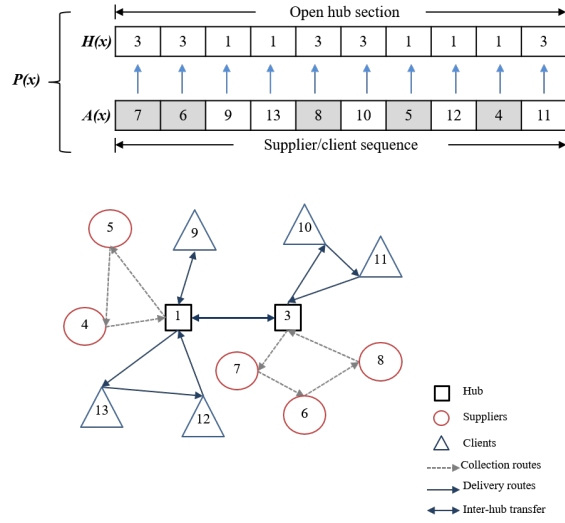 Open hub section
H(x) 3 3 1 1 3 3 1 1 1 3
P(x)
A(x) 7 6 9 13 8 10 5 12 4 11
Supplier/client sequence
5
9
10
11
4
1
3
7
8
6
13
12
Hub
Suppliers
Clients
Collection routes
Delivery routes
Inter-hub transfer